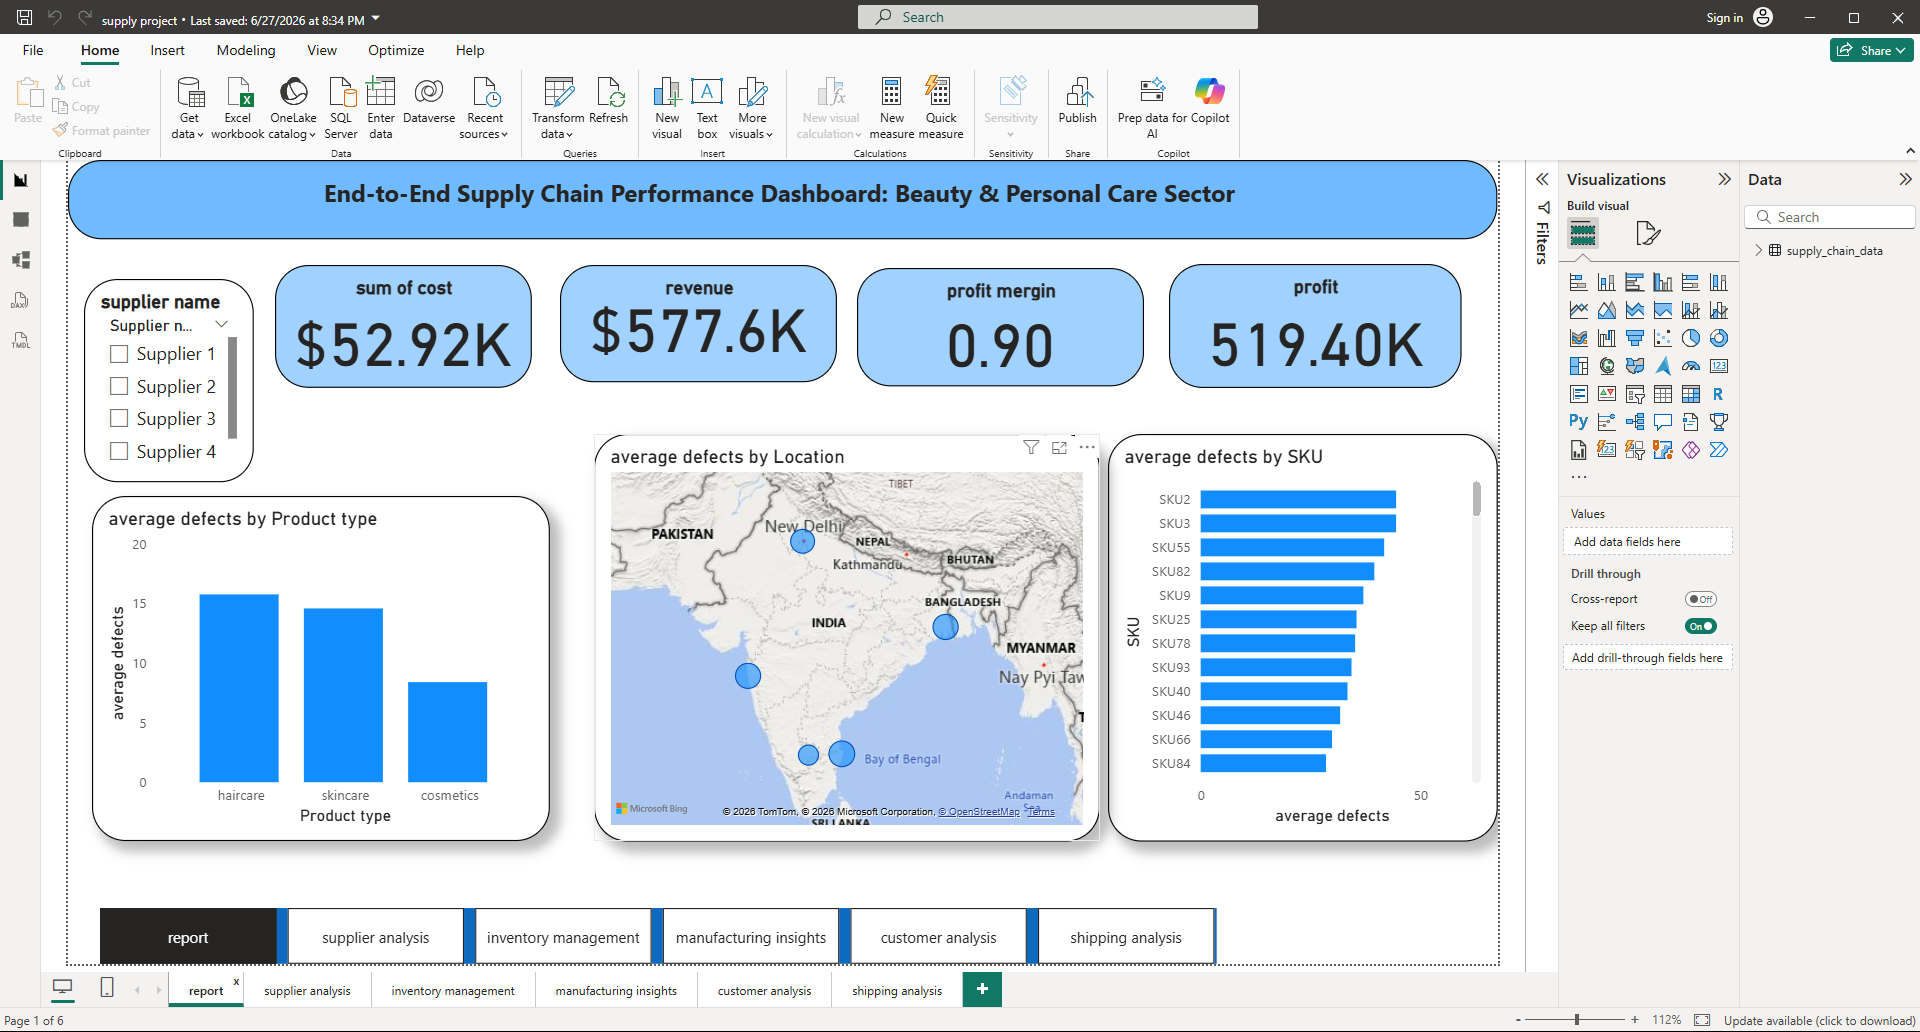 supply project • Last saved: 6/27/2026 at 8:34 PM
Search
Sign in
File Home Insert Modeling View Optimize Help
Share
Paste
Cut
Copy
Format painter
Clipboard
Get data
Excel workbook
OneLake catalog
SQL Server
Enter data
Dataverse
Recent sources
Data
Transform data
Refresh
Queries
New visual
Text box
More visuals
Insert
New visual calculation
New measure
Quick measure
Calculations
Sensitivity
Sensitivity
Publish
Share
Prep data for AI
Copilot
Copilot
DAX
TMDL
End-to-End Supply Chain Performance Dashboard: Beauty & Personal Care Sector
supplier name
Supplier n...
Supplier 1
Supplier 2
Supplier 3
Supplier 4
sum of cost
$52.92K
revenue
$577.6K
profit mergin
0.90
profit
519.40K
average defects by Product type
average defects
20
15
10
5
0
haircare
skincare
cosmetics
Product type
average defects by Location
TIBET
PAKISTAN
New Delhi
NEPAL
Kathmandu
BHUTAN
BANGLADESH
INDIA
MYANMAR
Nay Pyi Taw
T
Bay of Bengal
Andaman Sea
SRI LANKA
Microsoft Bing
© 2026 TomTom, © 2026 Microsoft Corporation, © OpenStreetMap Terms
average defects by SKU
SKU
SKU2
SKU3
SKU55
SKU82
SKU9
SKU25
SKU78
SKU93
SKU40
SKU46
SKU66
SKU84
0
50
average defects
report
supplier analysis
inventory management
manufacturing insights
customer analysis
shipping analysis
Filters
Visualizations
Build visual
123
R
Py
123
...
Values
Add data fields here
Drill through
Cross-report
Off
Keep all filters
On
Add drill-through fields here
Data
Search
supply_chain_data
report x
supplier analysis
inventory management
manufacturing insights
customer analysis
shipping analysis
+
Page 1 of 6
- + 112%
Update available (click to download)